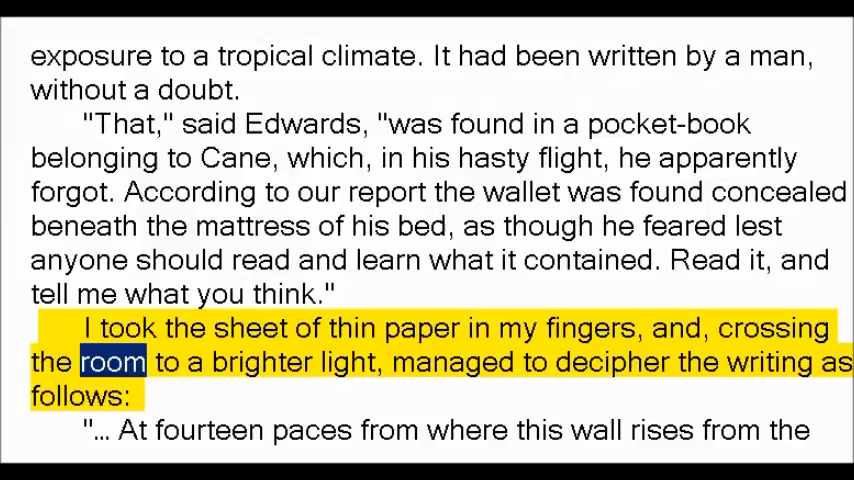 exposure to a tropical climate. It had been written by a man,
without a doubt.
"That," said Edwards, "was found in a pocket-book
belonging to Cane, which, in his hasty flight, he apparently
forgot. According to our report the wallet was found concealed
beneath the mattress of his bed, as though he feared lest
anyone should read and learn what it contained. Read it, and
tell me what you think."
I took the sheet of thin paper in my fingers, and, crossing
the room to a brighter light, managed to decipher the writing as
follows:
"... At fourteen paces from where this wall rises from the